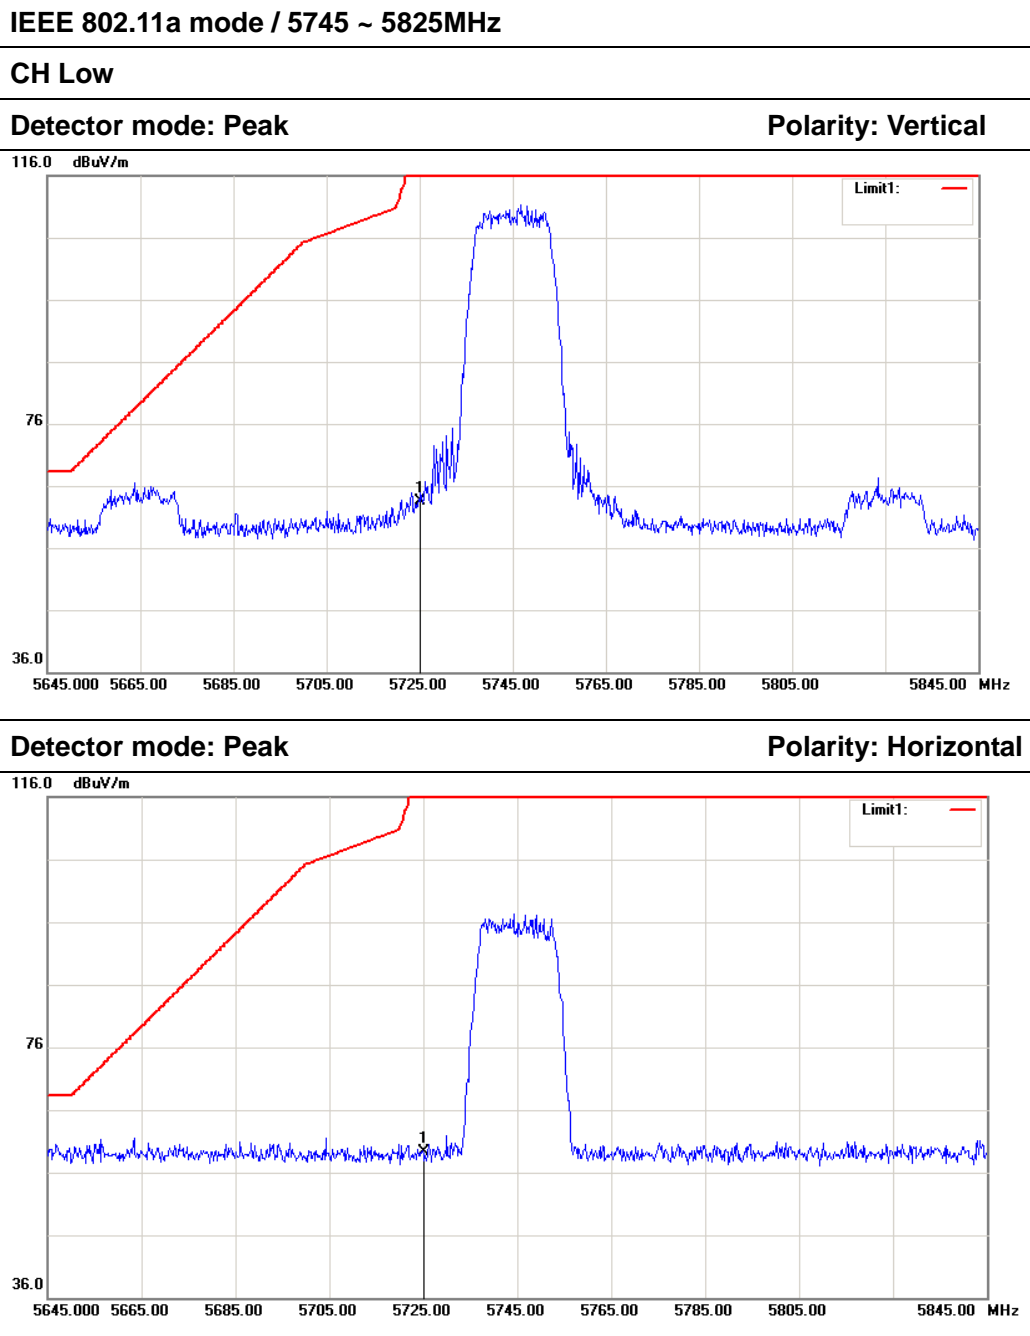 IEEE 802.11a mode / 5745 ~ 5825MHz
CH Low
Detector mode: Peak Polarity: Vertical
116.0 dBuV/m
Limit1:
76
1
36.0
5645.000 5665.00 5685.00 5705.00 5725.00 5745.00 5765.00 5785.00 5805.00 5845.00 MHz
Detector mode: Peak Polarity: Horizontal
116.0 dBuV/m
Limit1:
76
1
36.0
5645.000 5665.00 5685.00 5705.00 5725.00 5745.00 5765.00 5785.00 5805.00 5845.00 MHz